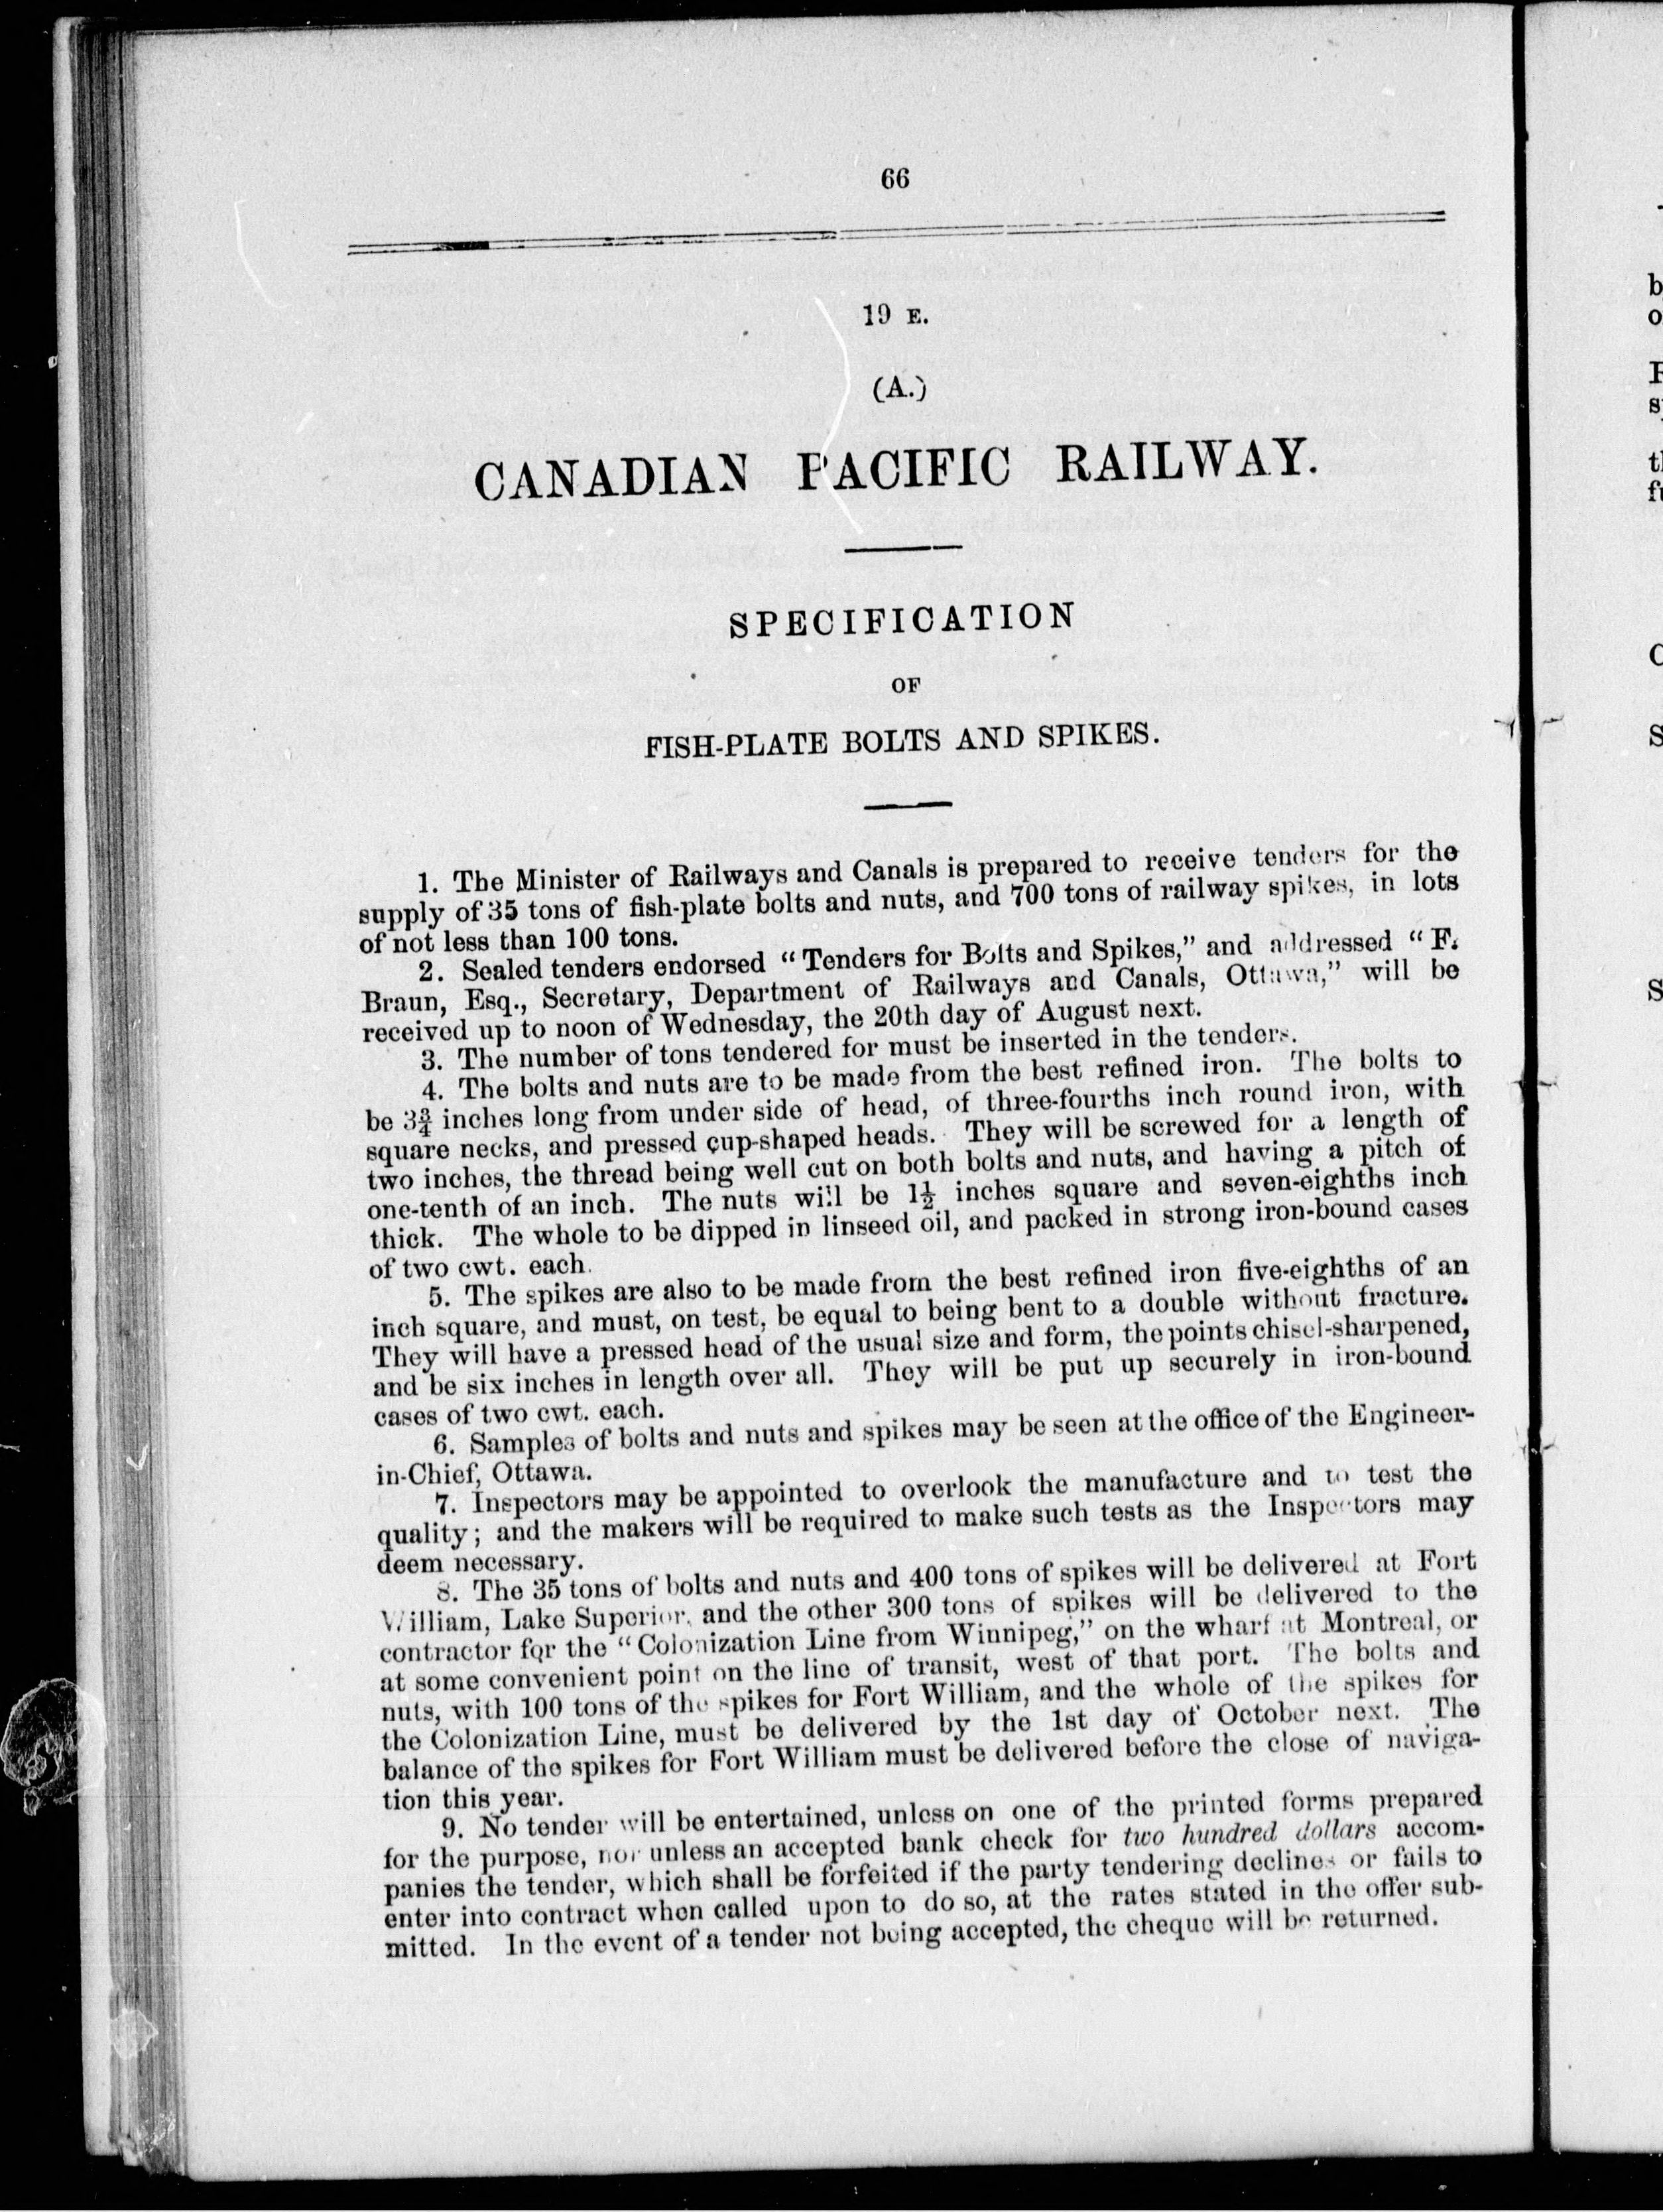 66
19 E.
(A.)
CANADIAN PACIFIC RAILWAY.
SPECIFICATION
OF
FISH-PLATE BOLTS AND SPIKES.
1. The Minister of Railways and Canals is prepared to receive tenders for the
supply of 35 tons of fish-plate bolts and nuts, and 700 tons of railway spikes, in lots
of not less than 100 tons.
2. Sealed tenders endorsed "Tenders for Bolts and Spikes," and addressed "F.
Braun, Esq., Secretary, Department of Railways and Canals, Ottawa," will be
received up to noon of Wednesday, the 20th day of August next.
3. The number of tons tendered for must be inserted in the tenders.
4. The bolts and nuts are to be made from the best refined iron. The bolts to
be 3¾ inches long from under side of head, of three-fourths inch round iron, with
square necks, and pressed cup-shaped heads. They will be screwed for a length of
two inches, the thread being well cut on both bolts and nuts, and having a pitch of
one-tenth of an inch. The nuts will be 1½ inches square and seven-eighths inch
thick. The whole to be dipped in linseed oil, and packed in strong iron-bound cases
of two cwt. each.
5. The spikes are also to be made from the best refined iron five-eighths of an
inch square, and must, on test, be equal to being bent to a double without fracture.
They will have a pressed head of the usual size and form, the points chisel-sharpened,
and be six inches in length over all. They will be put up securely in iron-bound
cases of two cwt. each.
6. Samples of bolts and nuts and spikes may be seen at the office of the Engineer-
in-Chief, Ottawa.
7. Inspectors may be appointed to overlook the manufacture and to test the
quality; and the makers will be required to make such tests as the Inspectors may
deem necessary.
8. The 35 tons of bolts and nuts and 400 tons of spikes will be delivered at Fort
William, Lake Superior, and the other 300 tons of spikes will be delivered to the
contractor for the "Colonization Line from Winnipeg," on the wharf at Montreal, or
at some convenient point on the line of transit, west of that port. The bolts and
nuts, with 100 tons of the spikes for Fort William, and the whole of the spikes for
the Colonization Line, must be delivered by the 1st day of October next. The
balance of the spikes for Fort William must be delivered before the close of naviga-
tion this year.
9. No tender will be entertained, unless on one of the printed forms prepared
for the purpose, nor unless an accepted bank check for two hundred dollars accom-
panies the tender, which shall be forfeited if the party tendering declines or fails to
enter into contract when called upon to do so, at the rates stated in the offer sub-
mitted. In the event of a tender not being accepted, the cheque will be returned.